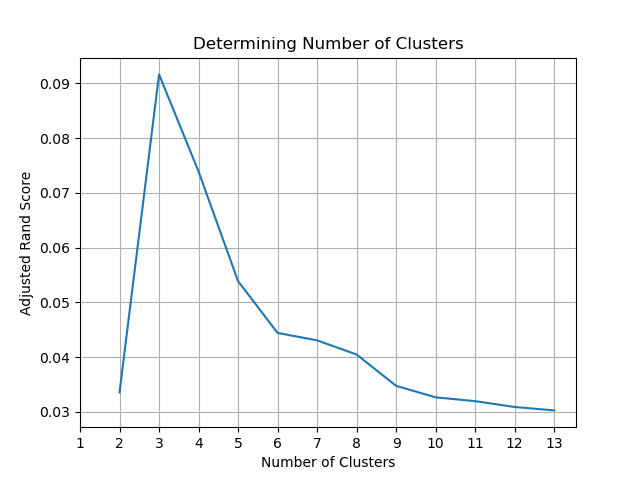 Determining Number of Clusters
Adjusted Rand Score
0.09
0.08
0.07
0.06
0.05
0.04
0.03
1 2 3 4 5 6 7 8 9 10 11 12 13
Number of Clusters